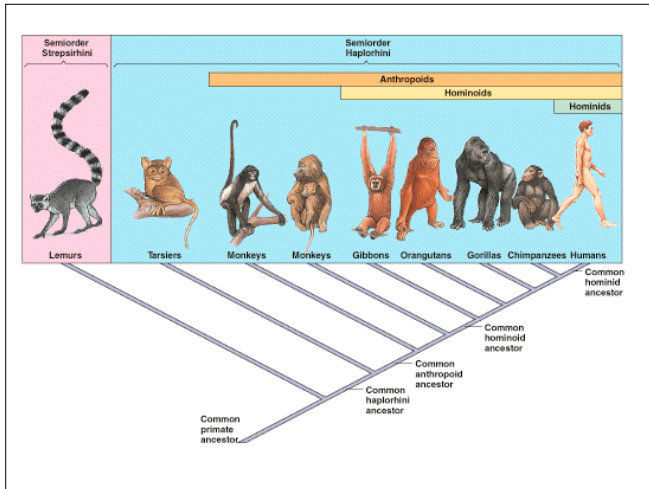 Semiorder
Strepsirhini
Semiorder
Haplorhini
Anthropoids
Hominoids
Hominids
Lemurs
Tarsiers
Monkeys
Monkeys
Gibbons
Orangutans
Gorillas
Chimpanzees
Humans
Common
hominid
ancestor
Common
hominoid
ancestor
Common
anthropoid
ancestor
Common
haplorhini
ancestor
Common
primate
ancestor